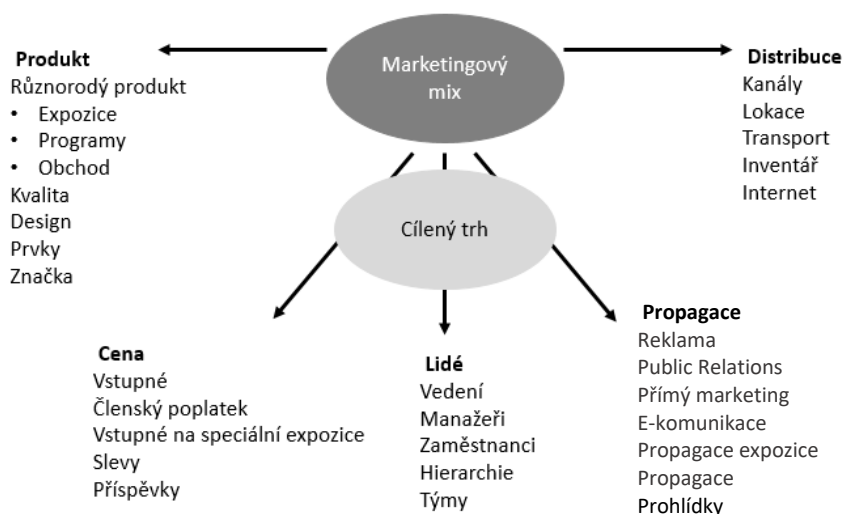 Marketingový
mix
Produkt
Různorodý produkt
• Expozice
• Programy
• Obchod
Kvalita
Design
Prvky
Značka
Distribuce
Kanály
Lokace
Transport
Inventář
Internet
Cílený trh
Cena
Vstupné
Členský poplatek
Vstupné na speciální expozice
Slevy
Příspěvky
Lidé
Vedení
Manažeři
Zaměstnanci
Hierarchie
Týmy
Propagace
Reklama
Public Relations
Přímý marketing
E-komunikace
Propagace expozice
Propagace
Prohlídky